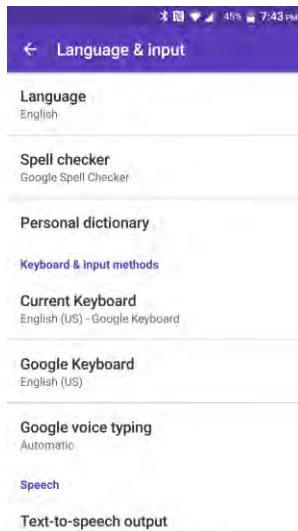 45% 7:43 PM
Language & input
Language
English
Spell checker
Google Spell Checker
Personal dictionary
Keyboard & input methods
Current Keyboard
English (US) - Google Keyboard
Google Keyboard
English (US)
Google voice typing
Automatic
Speech
Text-to-speech output